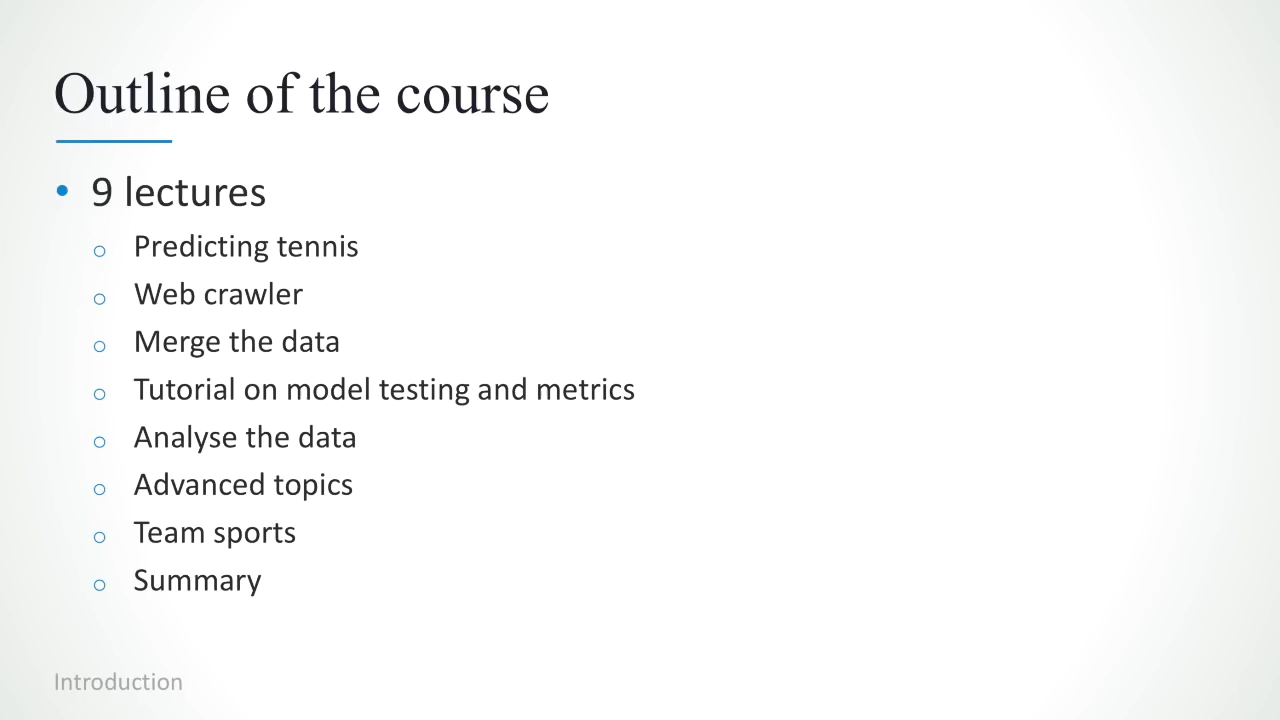 Outline of the course
• 9 lectures
o Predicting tennis
o Web crawler
o Merge the data
o Tutorial on model testing and metrics
o Analyse the data
o Advanced topics
o Team sports
o Summary
Introduction